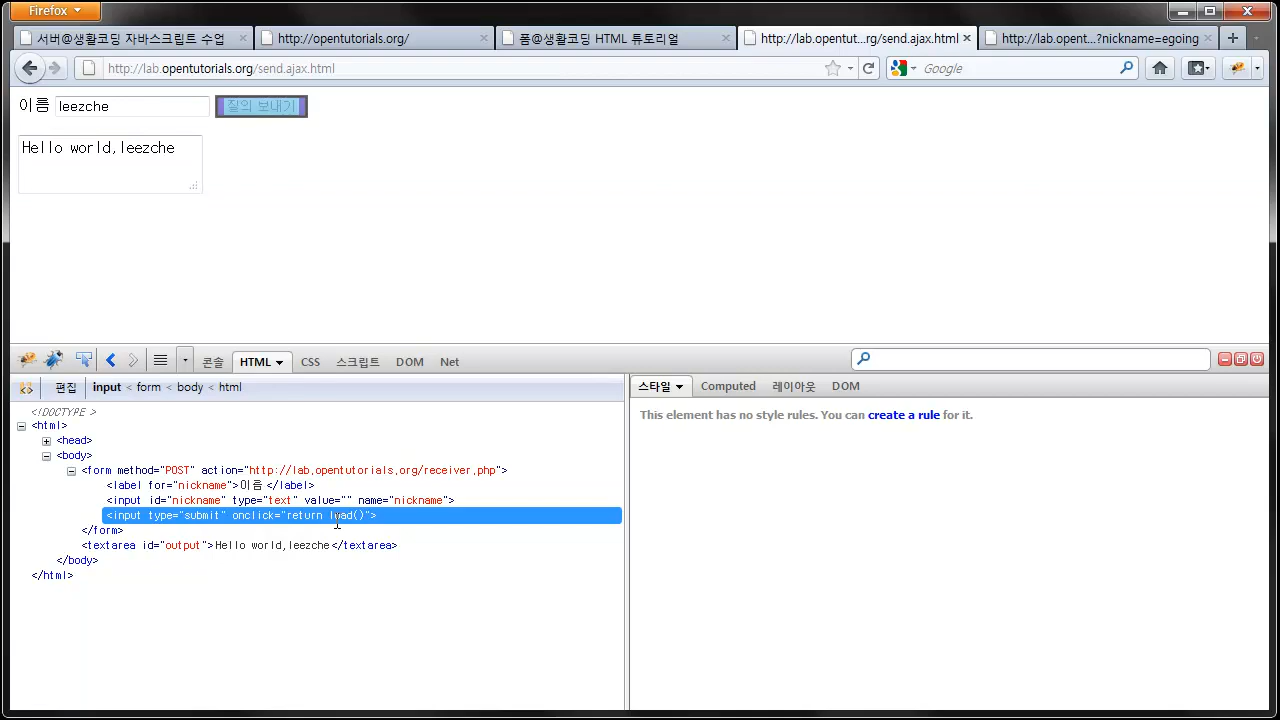 Firefox
서버@생활코딩 자바스크립트 수업
http://opentutorials.org/
폼@생활코딩 HTML 튜토리얼
http://lab.opentut...rg/send.ajax.html
http://lab.opent...?nickname=egoing
http://lab.opentutorials.org/send.ajax.html
Google
이름 leezche 질의 보내기
Hello world,leezche
콘솔 HTML CSS 스크립트 DOM Net
편집 input < form < body < html
스타일 Computed 레이아웃 DOM
<!DOCTYPE >
<html>
<head>
<body>
<form method="POST" action="http://lab.opentutorials.org/receiver.php">
<label for="nickname">이름</label>
<input id="nickname" type="text" value="" name="nickname">
<input type="submit" onclick="return load()">
</form>
<textarea id="output">Hello world,leezche</textarea>
</body>
</html>
This element has no style rules. You can create a rule for it.